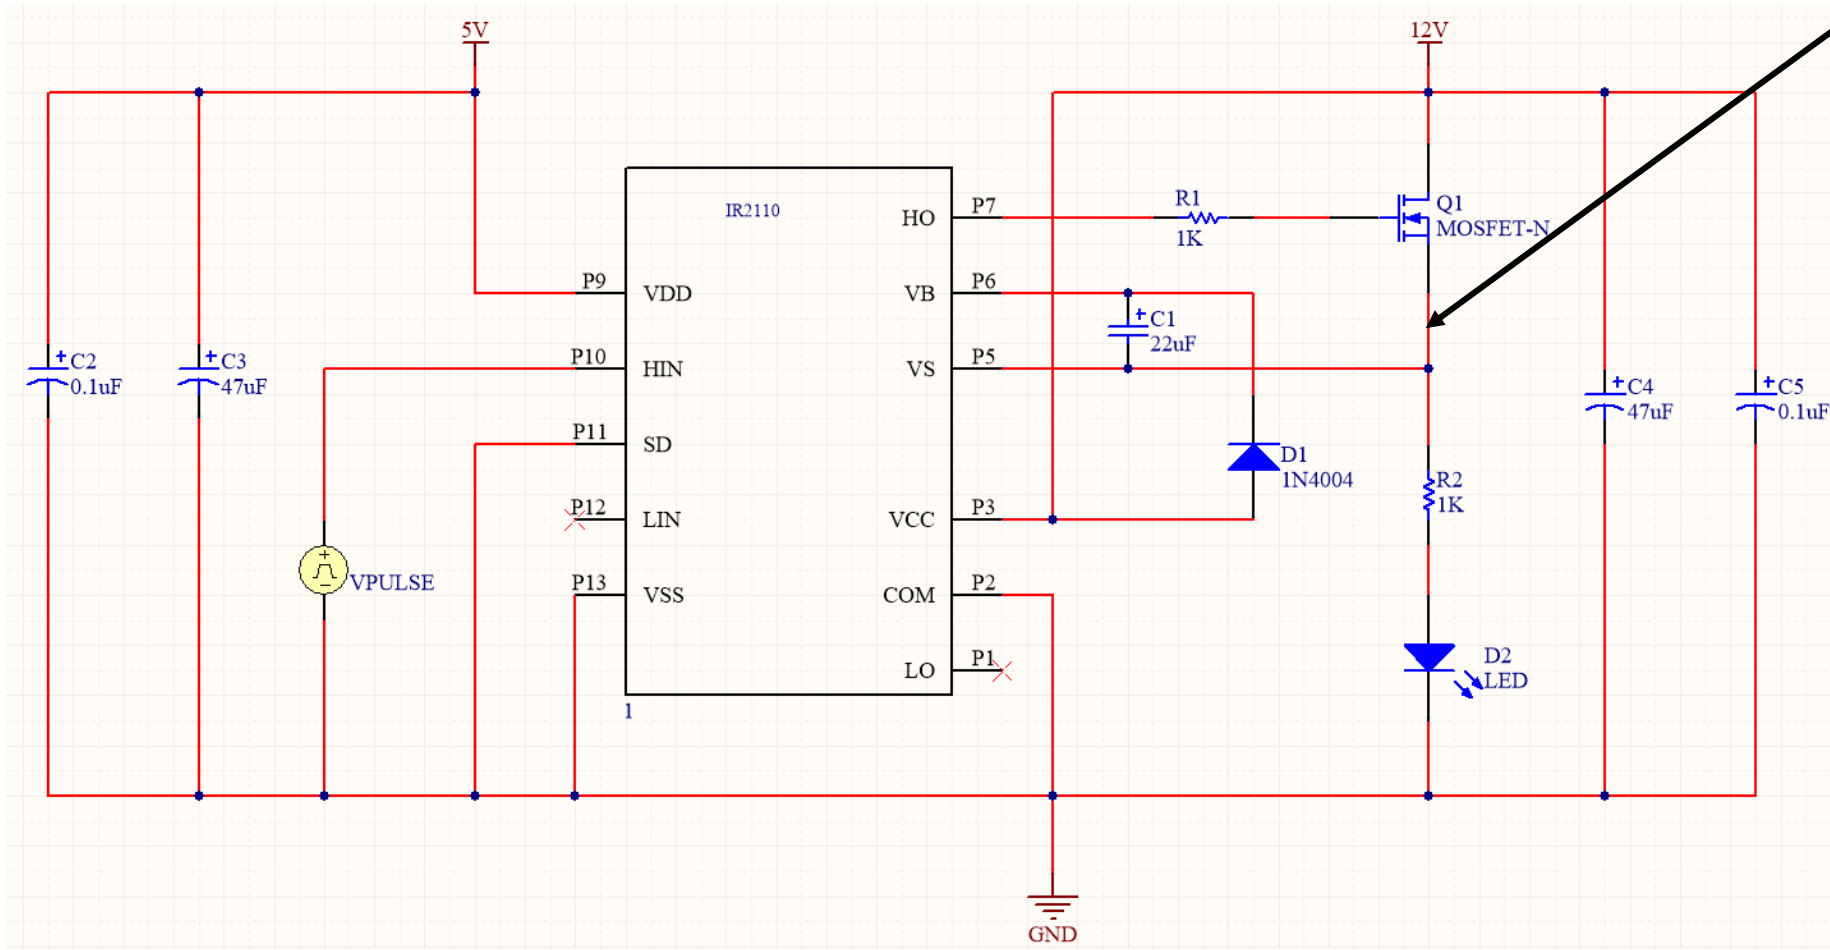 5V
12V
IR2110
P9
VDD
P10
HIN
P11
SD
P12
LIN
P13
VSS
HO
P7
VB
P6
VS
P5
VCC
P3
COM
P2
LO
P1
1
R1
1K
Q1
MOSFET-N
+
C1
22uF
D1
1N4004
R2
1K
D2
LED
+
C2
0.1uF
+
C3
47uF
+
C4
47uF
+
C5
0.1uF
+
VPULSE
GND